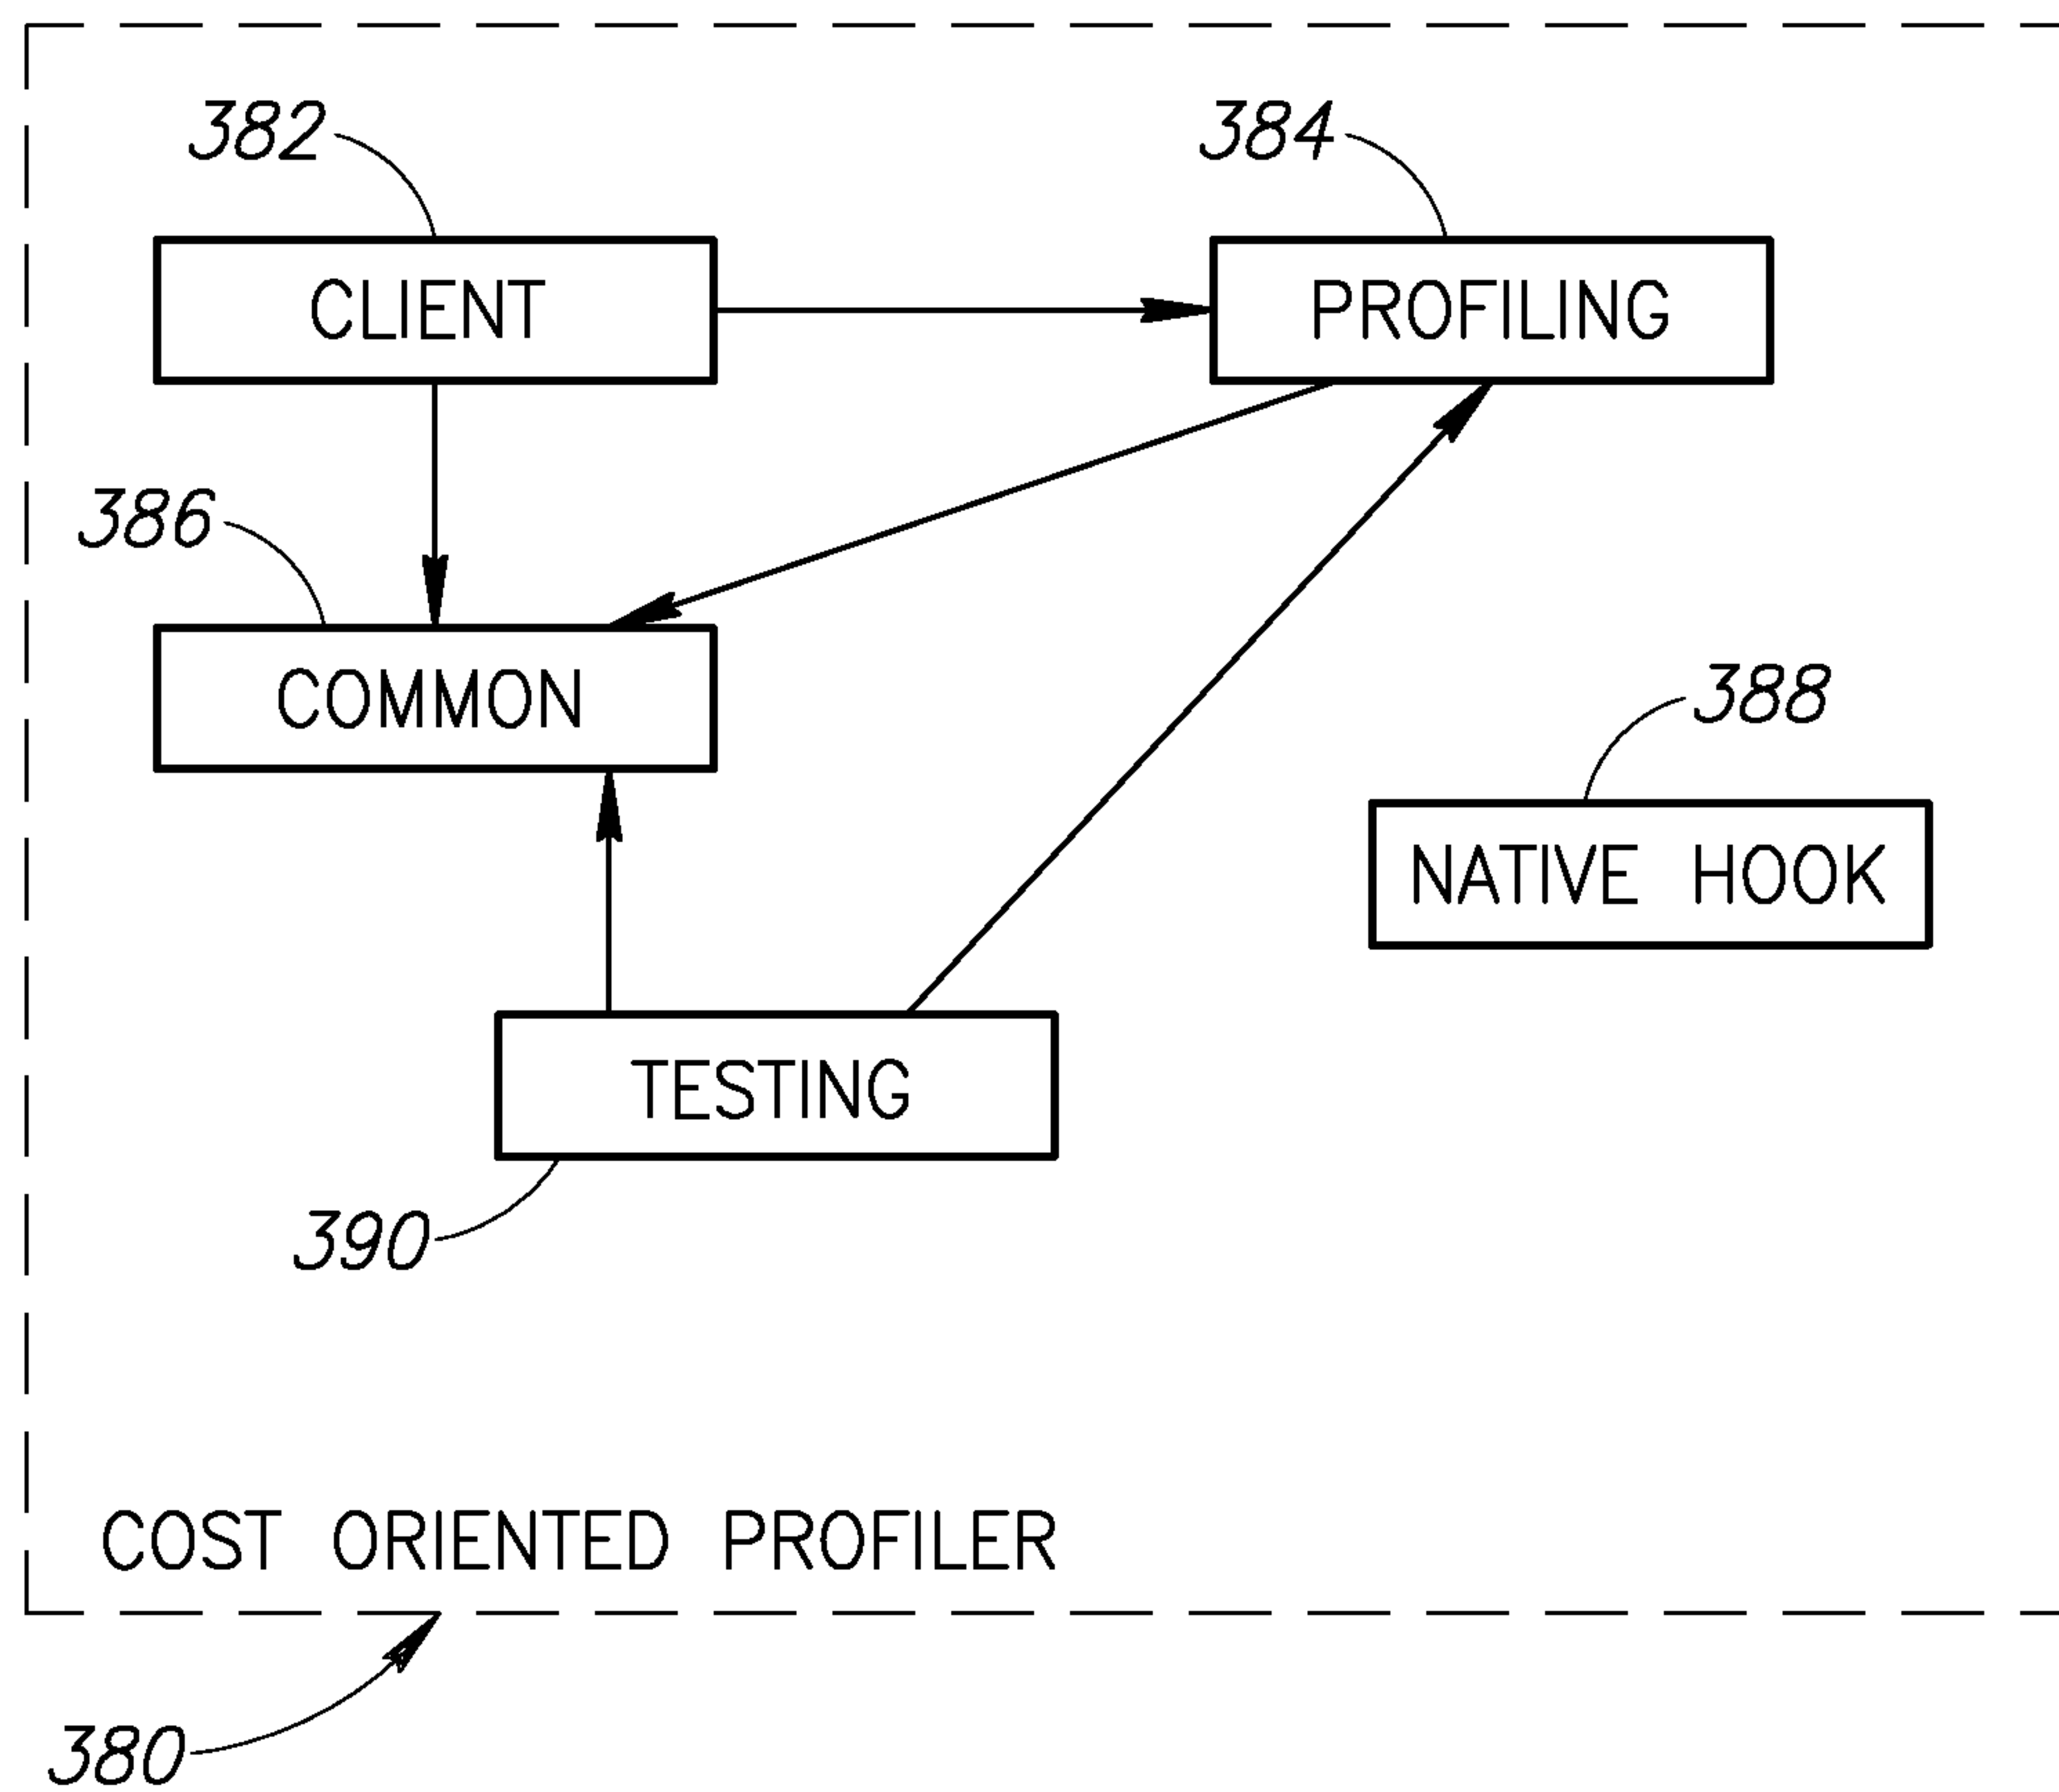 382
384
CLIENT
PROFILING
386
COMMON
388
NATIVE HOOK
TESTING
390
COST ORIENTED PROFILER
380